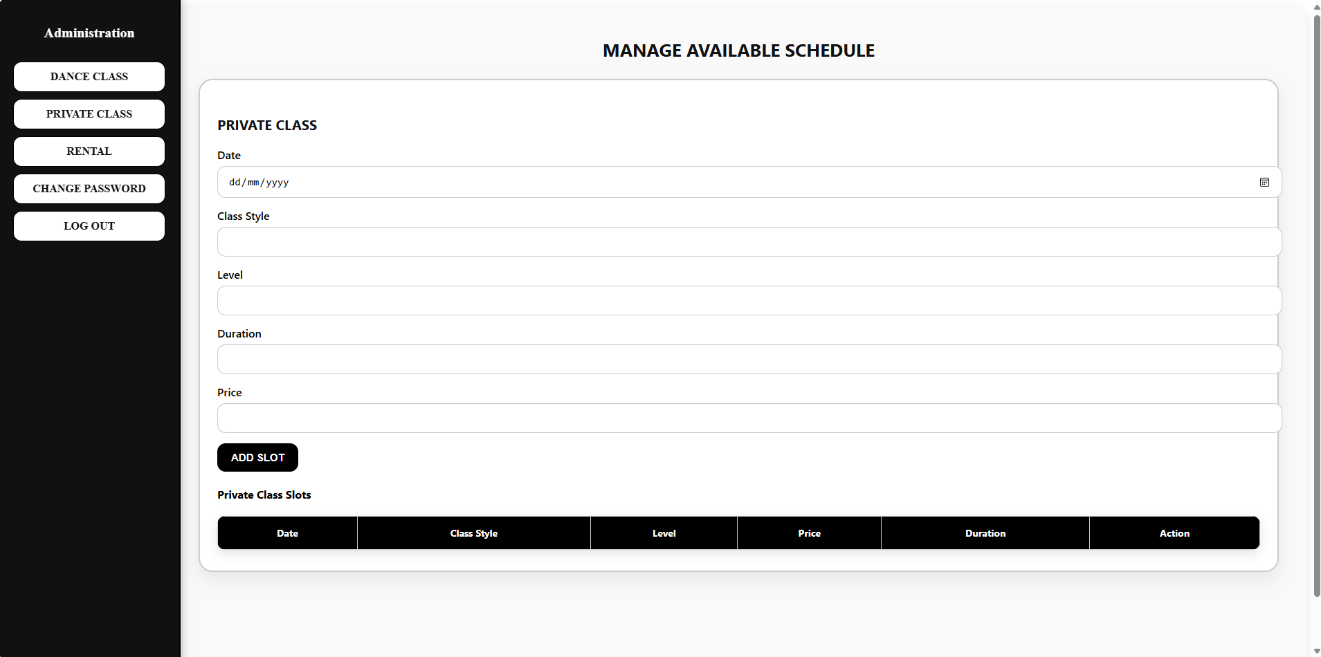 Administration
DANCE CLASS
PRIVATE CLASS
RENTAL
CHANGE PASSWORD
LOG OUT
MANAGE AVAILABLE SCHEDULE
PRIVATE CLASS
Date
dd/mm/yyyy
Class Style
Level
Duration
Price
ADD SLOT
Private Class Slots
Date Class Style Level Price Duration Action